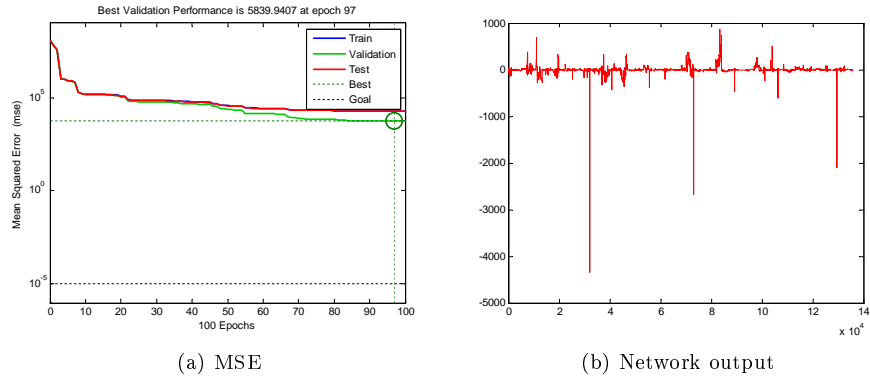 Best Validation Performance is 5839.9407 at epoch 97
Mean Squared Error (mse)
10^5
10^0
10^-5
Train
Validation
Test
Best
Goal
0 10 20 30 40 50 60 70 80 90 100
100 Epochs
(a) MSE
1000
0
-1000
-2000
-3000
-4000
-5000
0 2 4 6 8 10 12 14
x 10^4
(b) Network output